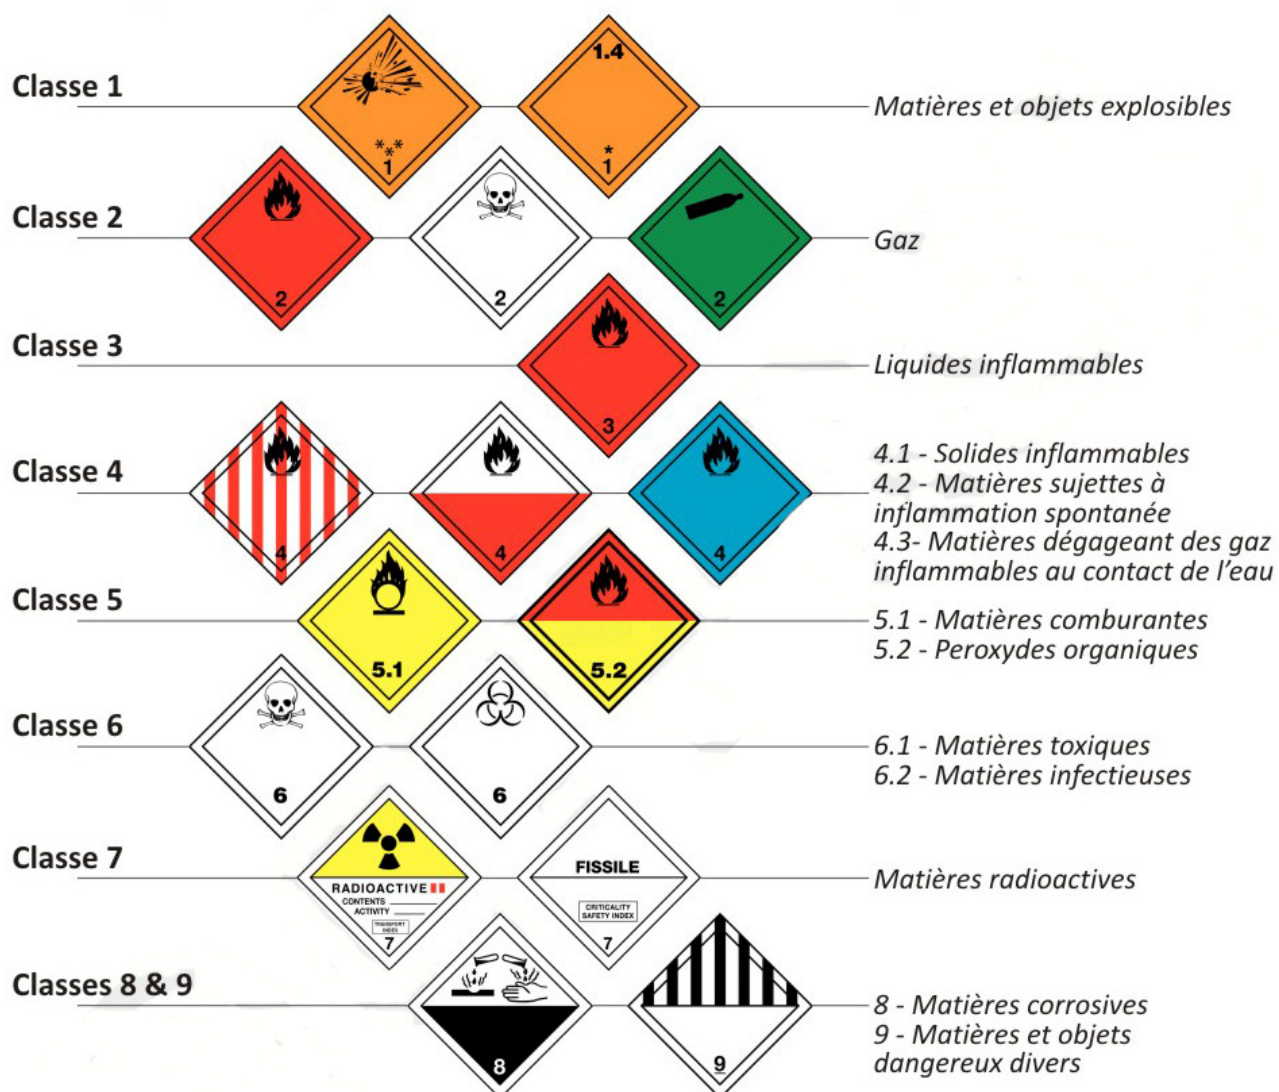 Classe 1
1.4
***
1
*
1
Matières et objets explosibles
Classe 2
2
2
2
Gaz
Classe 3
3
Liquides inflammables
Classe 4
4
4
4
4.1 - Solides inflammables
4.2 - Matières sujettes à
inflammation spontanée
4.3- Matières dégageant des gaz
inflammables au contact de l'eau
Classe 5
5.1
5.2
5.1 - Matières comburantes
5.2 - Peroxydes organiques
Classe 6
6
6
6.1 - Matières toxiques
6.2 - Matières infectieuses
Classe 7
RADIOACTIVE II
CONTENTS
ACTIVITY
TRANSPORT
INDEX
7
FISSILE
CRITICALITY
SAFETY INDEX
7
Matières radioactives
Classes 8 & 9
8
9
8 - Matières corrosives
9 - Matières et objets
dangereux divers